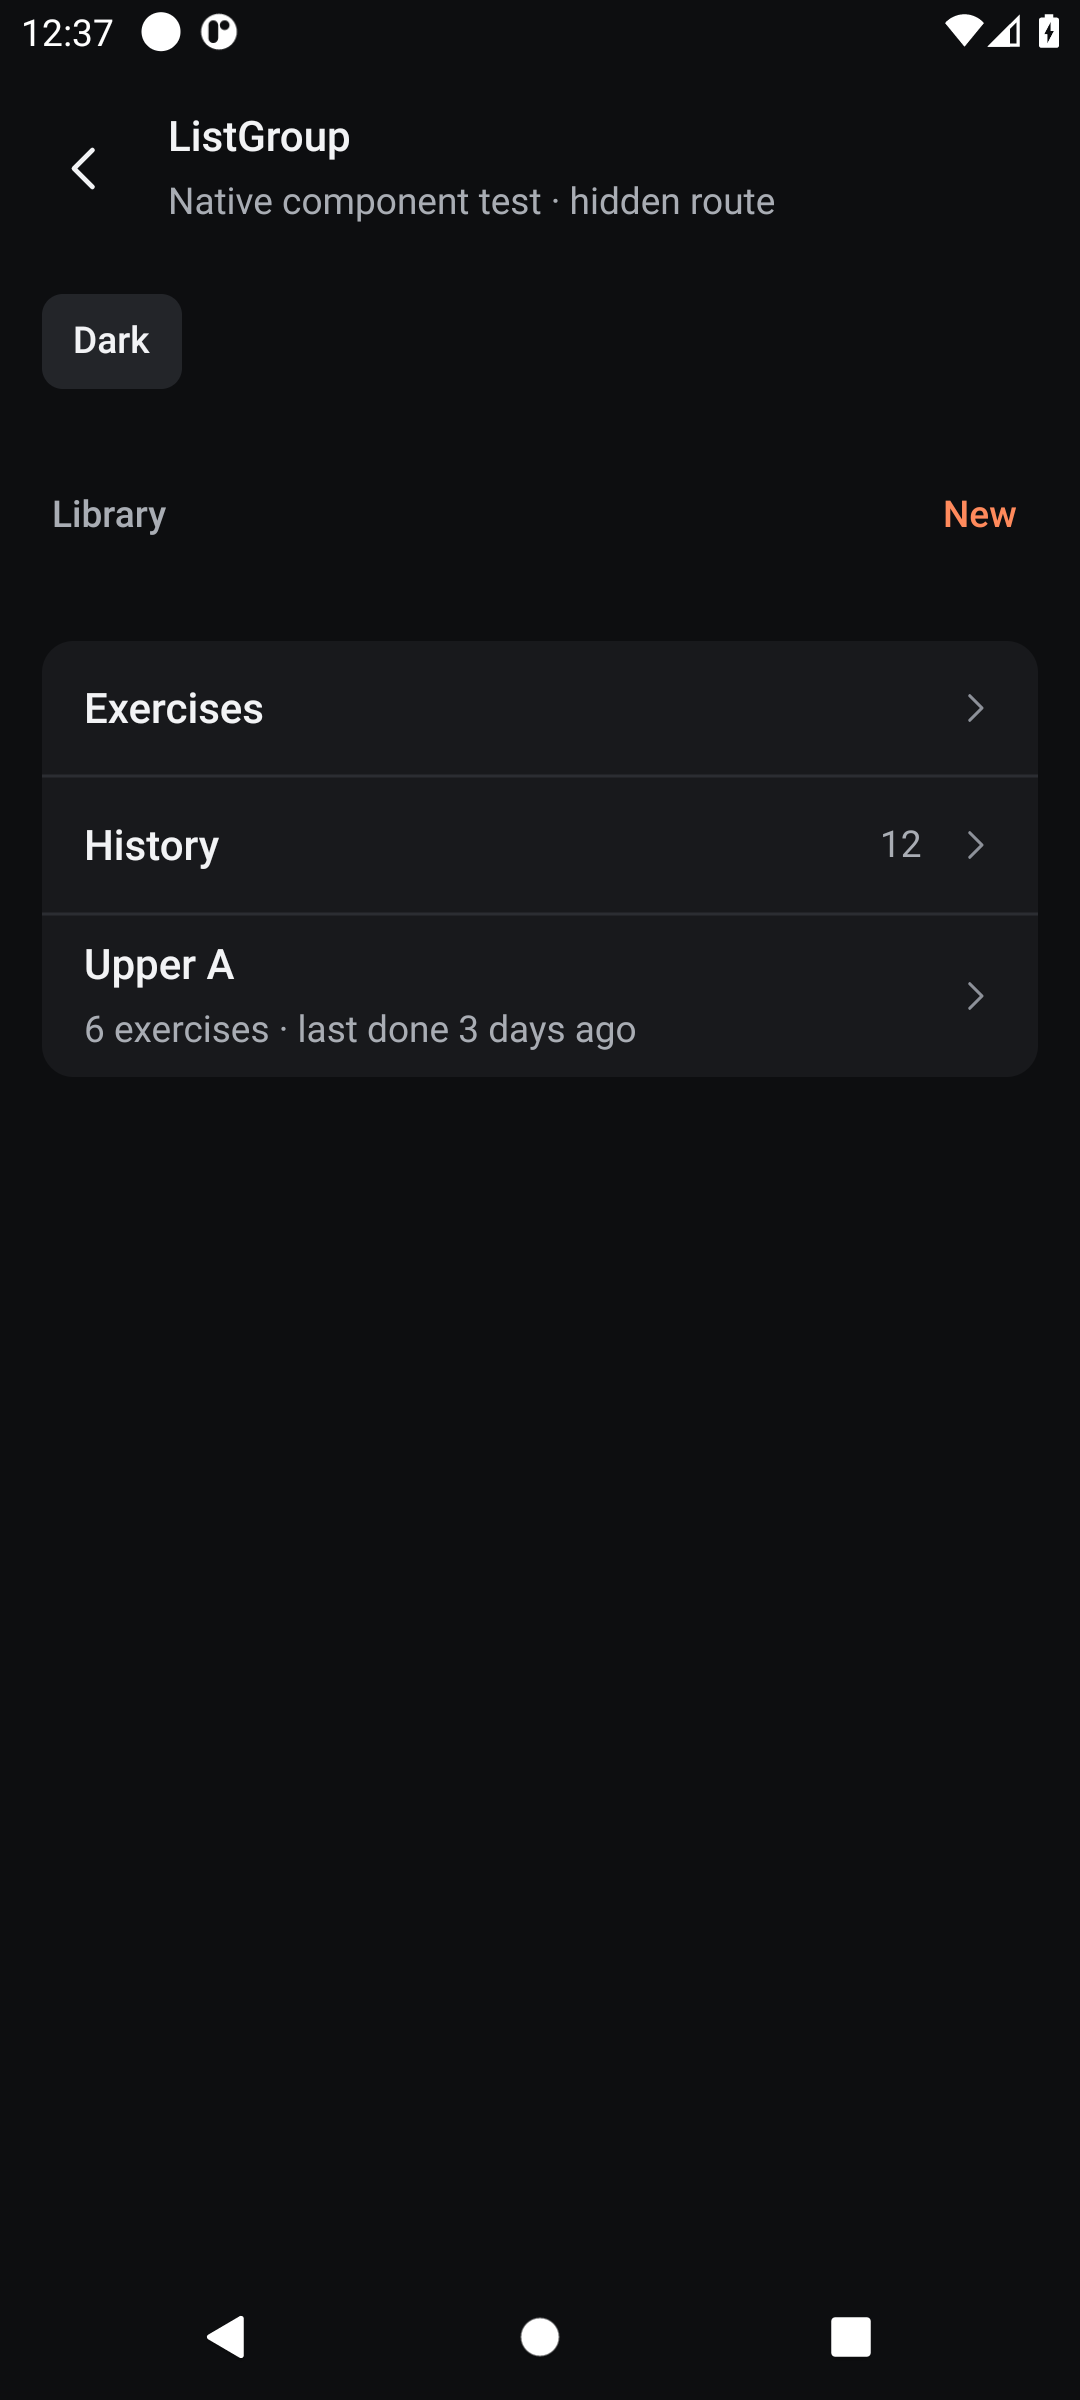 12:37
ListGroup
Native component test · hidden route
Dark
Library
New
Exercises
History
12
Upper A
6 exercises · last done 3 days ago